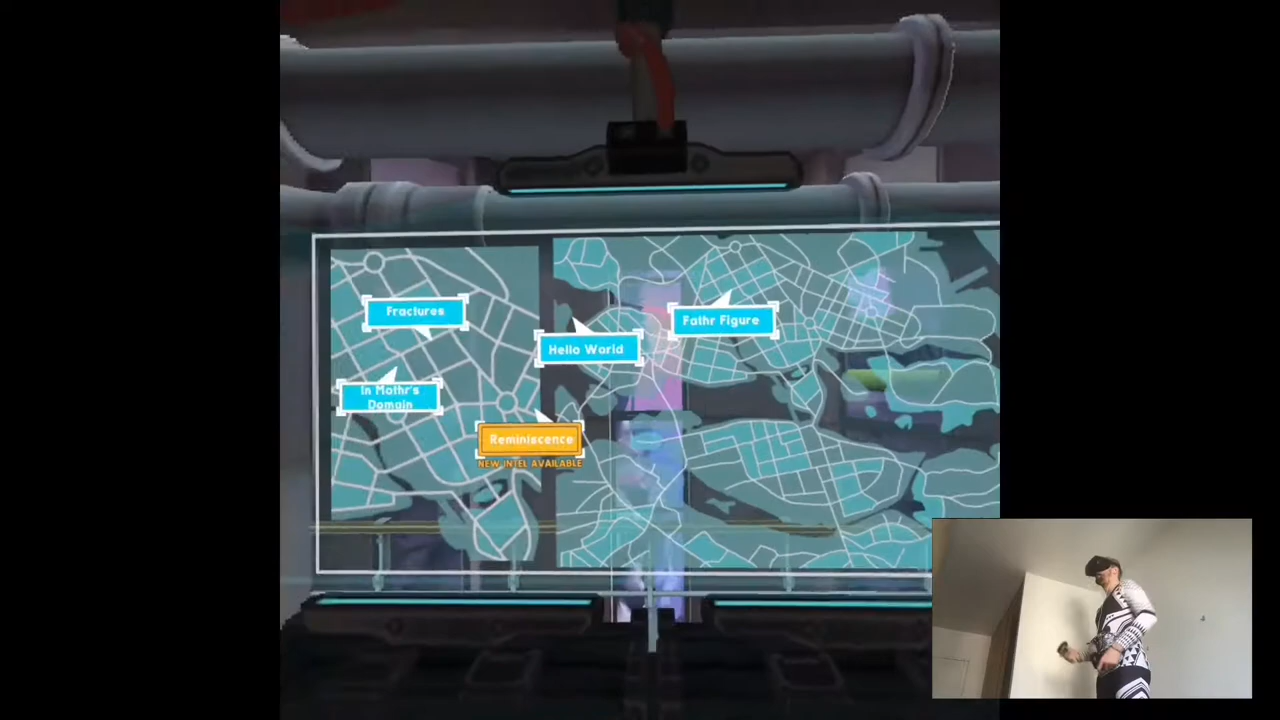 Fractures
Fathr Figure
Hello World
In Mothr's
Domain
Reminiscence
NEW INTEL AVAILABLE